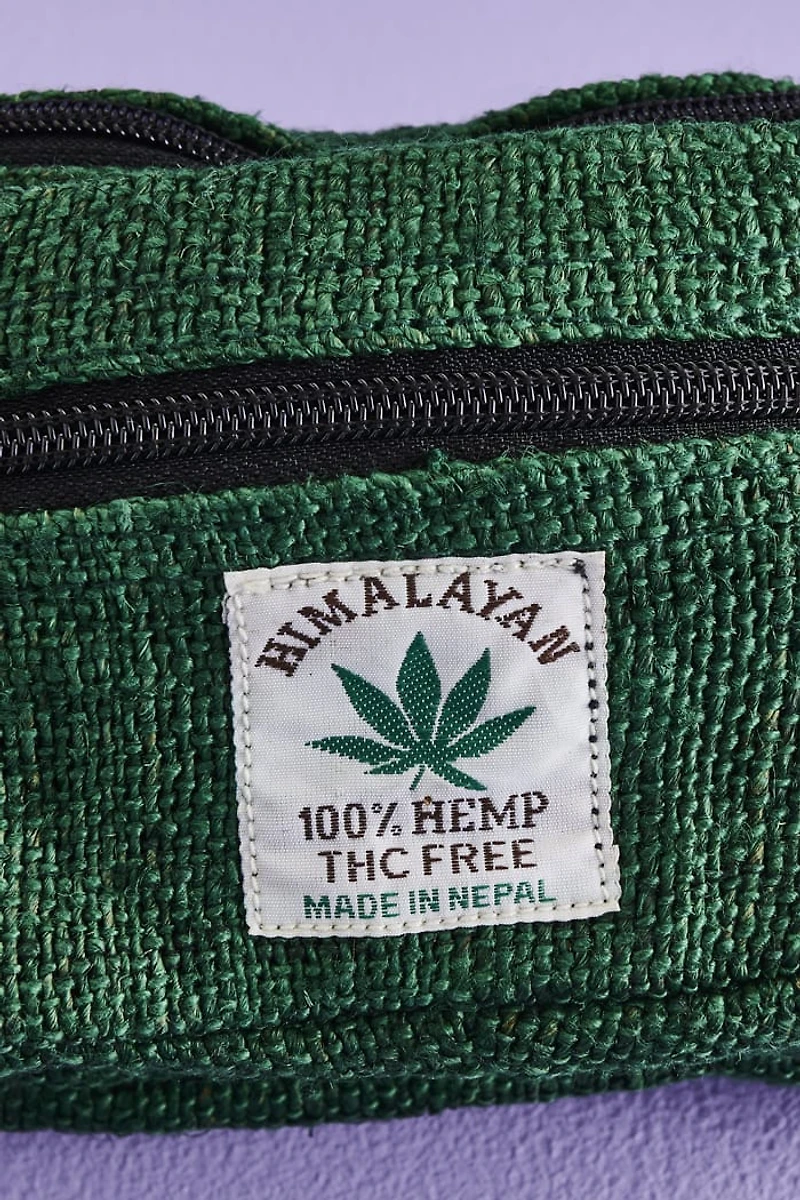 HIMALAYAN
100% HEMP
THC FREE
MADE IN NEPAL